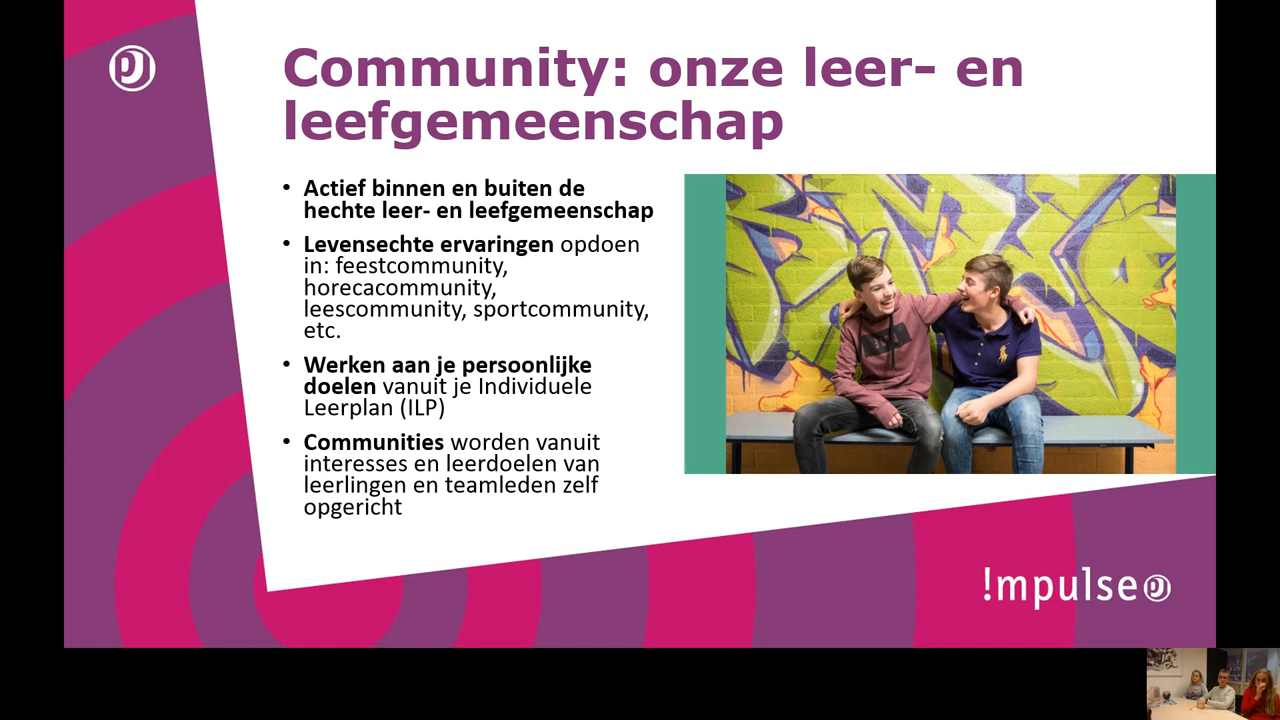 Community: onze leer- en
leefgemeenschap
• Actief binnen en buiten de
hechte leer- en leefgemeenschap
• Levensechte ervaringen opdoen
in: feestcommunity,
horecacommunity,
leescommunity, sportcommunity,
etc.
• Werken aan je persoonlijke
doelen vanuit je Individuele
Leerplan (ILP)
• Communities worden vanuit
interesses en leerdoelen van
leerlingen en teamleden zelf
opgericht
!mpulse